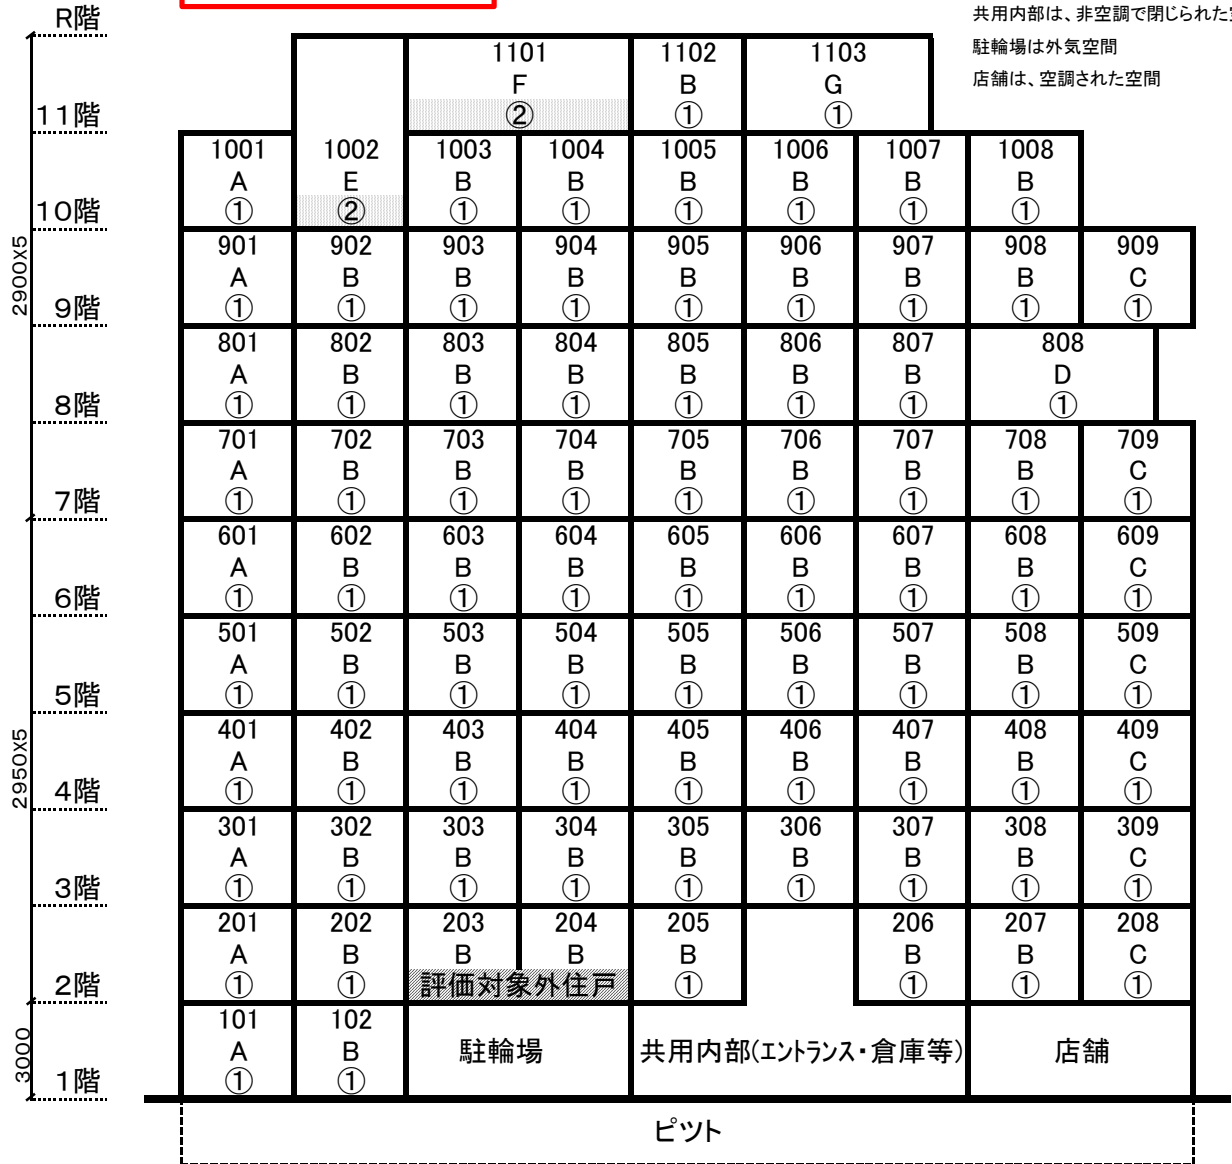 R階
共用内部は、非空調で閉じられた
駐輪場は外気空間
店舗は、空調された空間
1101 1102 1103
F B G
11階 ② ① ①
1001 1002 1003 1004 1005 1006 1007 1008
A E B B B B B B
10階 ① ② ① ① ① ① ① ①
901 902 903 904 905 906 907 908 909
A B B B B B B B C
9階 ① ① ① ① ① ① ① ① ①
2900X5
801 802 803 804 805 806 807 808
A B B B B B B D
8階 ① ① ① ① ① ① ① ①
701 702 703 704 705 706 707 708 709
A B B B B B B B C
7階 ① ① ① ① ① ① ① ① ①
601 602 603 604 605 606 607 608 609
A B B B B B B B C
6階 ① ① ① ① ① ① ① ① ①
501 502 503 504 505 506 507 508 509
A B B B B B B B C
5階 ① ① ① ① ① ① ① ① ①
2950X5
401 402 403 404 405 406 407 408 409
A B B B B B B B C
4階 ① ① ① ① ① ① ① ① ①
301 302 303 304 305 306 307 308 309
A B B B B B B B C
3階 ① ① ① ① ① ① ① ① ①
201 202 203 204 205 206 207 208
A B B B B B B C
2階 ① ① 評価対象外住戸 ① ① ① ①
3000
101 102
A B 駐輪場 共用内部(エントランス・倉庫等) 店舗
1階 ① ①
ピツト